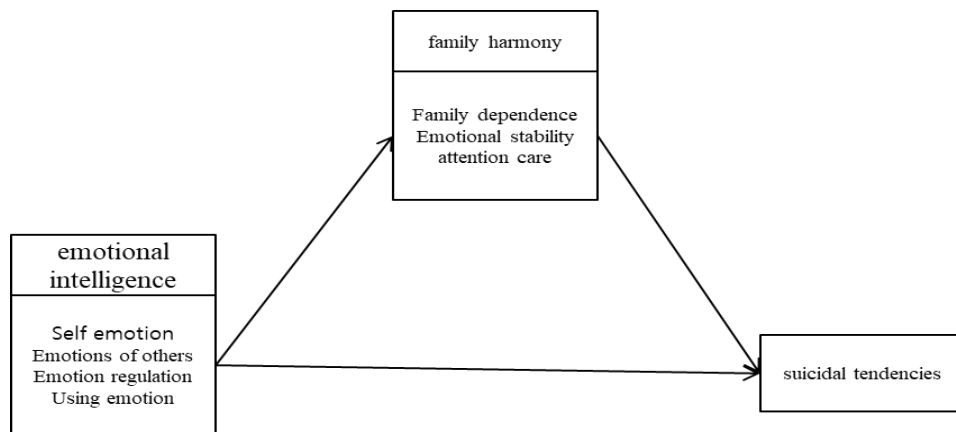 family harmony
Family dependence
Emotional stability
attention care
emotional
intelligence
Self emotion
Emotions of others
Emotion regulation
Using emotion
suicidal tendencies